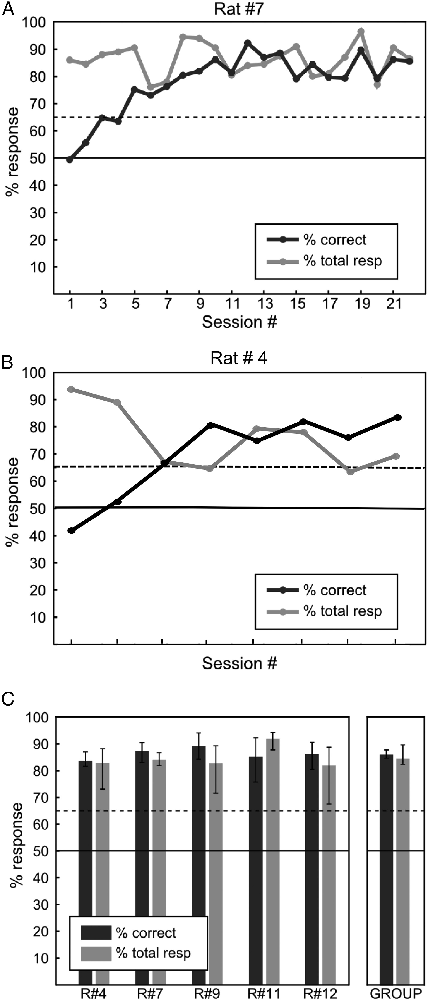 A
Rat #7
100
90
80
70
60
50
40
30
20
10
% response
% correct
% total resp
1 3 5 7 9 11 13 15 17 19 21
Session #
B
Rat # 4
100
90
80
70
60
50
40
30
20
10
% response
% correct
% total resp
Session #
C
100
90
80
70
60
50
40
30
20
10
% response
% correct
% total resp
R#4 R#7 R#9 R#11 R#12 GROUP